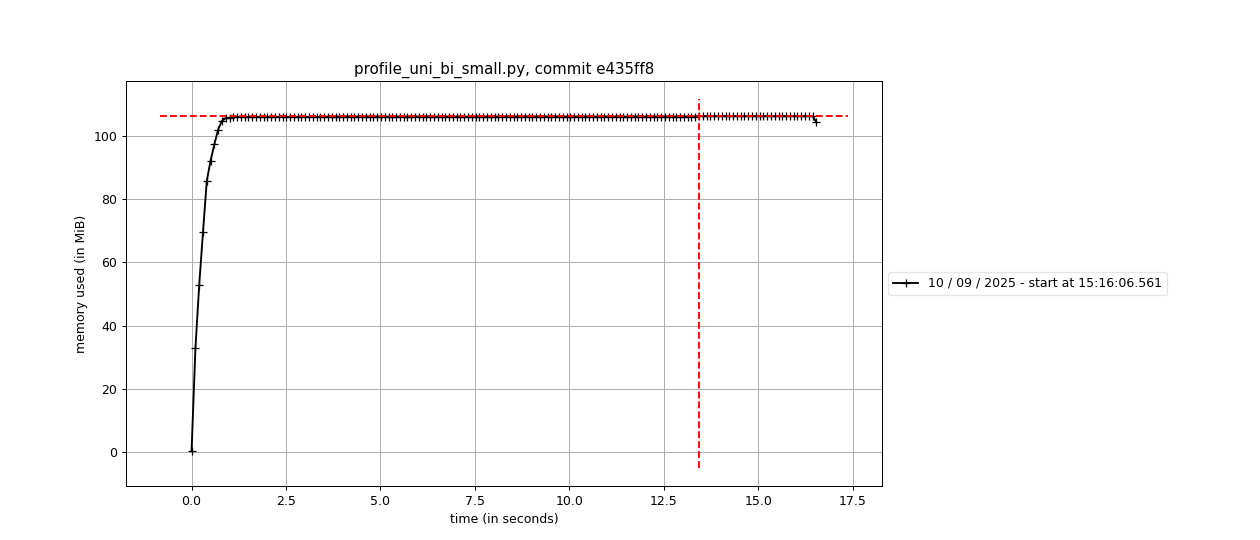 profile_uni_bi_small.py, commit e435ff8
memory used (in MiB)
100
80
60
40
20
0
0.0 2.5 5.0 7.5 10.0 12.5 15.0 17.5
time (in seconds)
10 / 09 / 2025 - start at 15:16:06.561